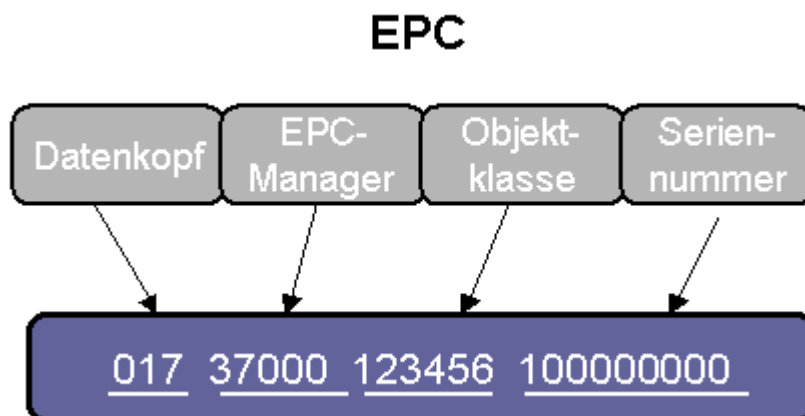 EPC
Datenkopf
EPC-
Manager
Objekt-
klasse
Serien-
nummer
017 37000 123456 100000000